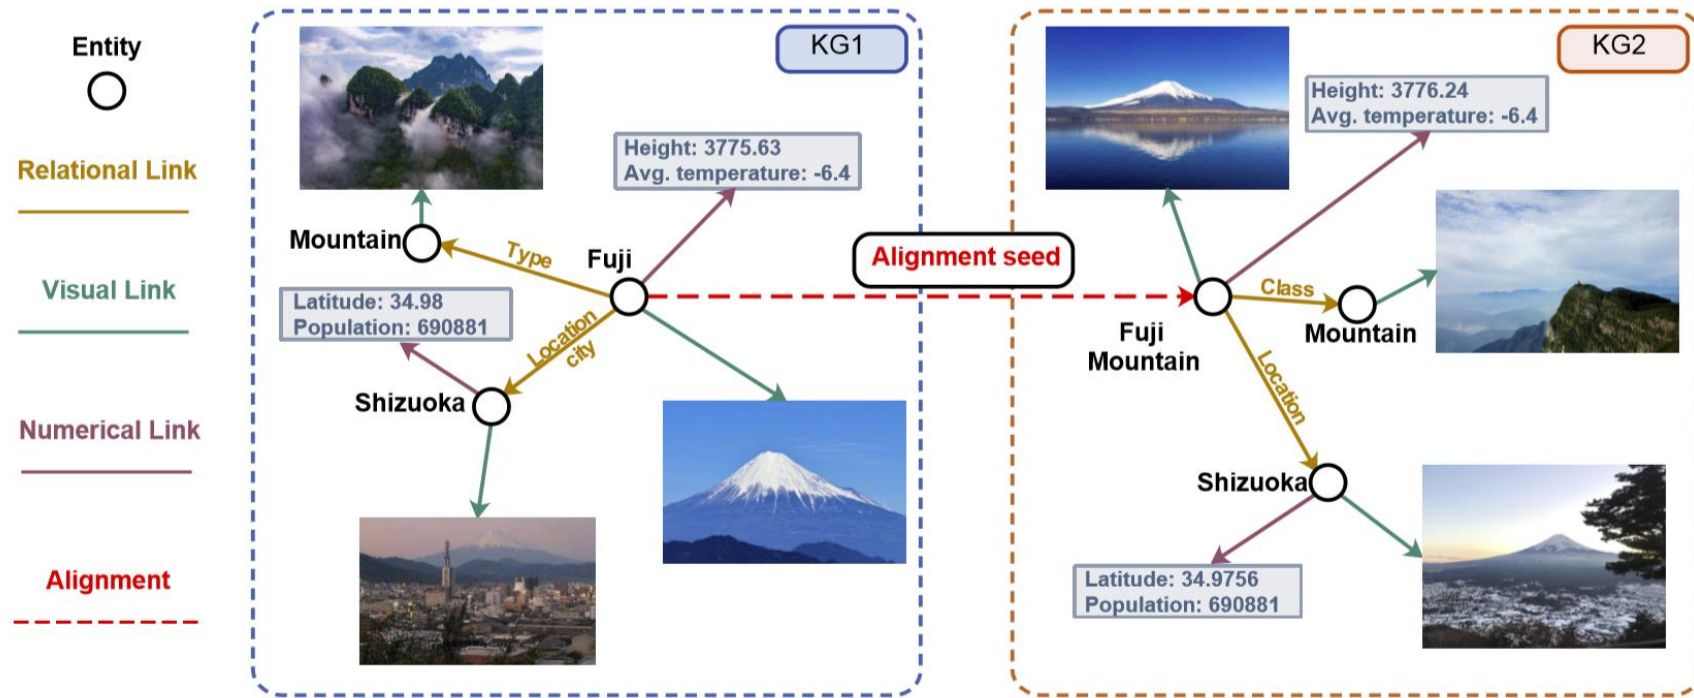 Entity
Relational Link
Visual Link
Numerical Link
Alignment
KG1
Height: 3775.63
Avg. temperature: -6.4
Mountain
Type
Fuji
Latitude: 34.98
Population: 690881
Location
city
Shizuoka
Alignment seed
KG2
Height: 3776.24
Avg. temperature: -6.4
Class
Fuji
Mountain
Mountain
Location
Shizuoka
Latitude: 34.9756
Population: 690881